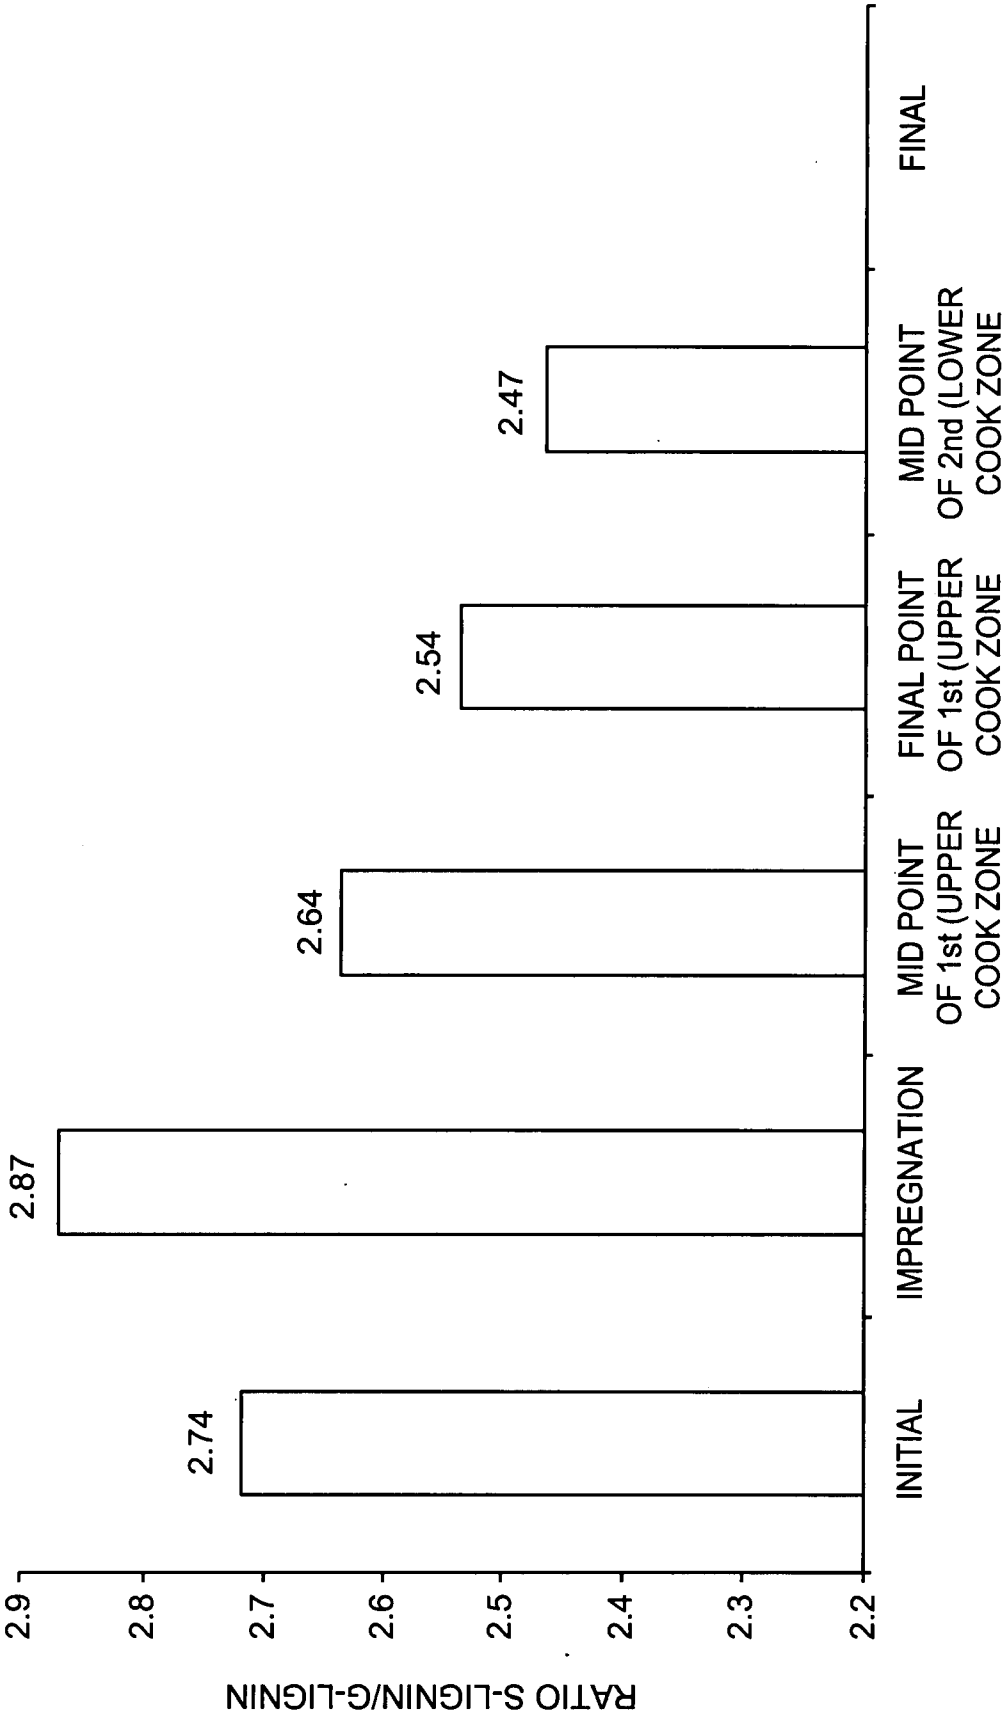 RATIO S-LIGNIN/G-LIGNIN
2.9
2.8
2.7
2.6
2.5
2.4
2.3
2.2
2.74
2.87
2.64
2.54
2.47
INITIAL
IMPREGNATION
MID POINT
OF 1st (UPPER
COOK ZONE
FINAL POINT
OF 1st (UPPER
COOK ZONE
MID POINT
OF 2nd (LOWER
COOK ZONE
FINAL